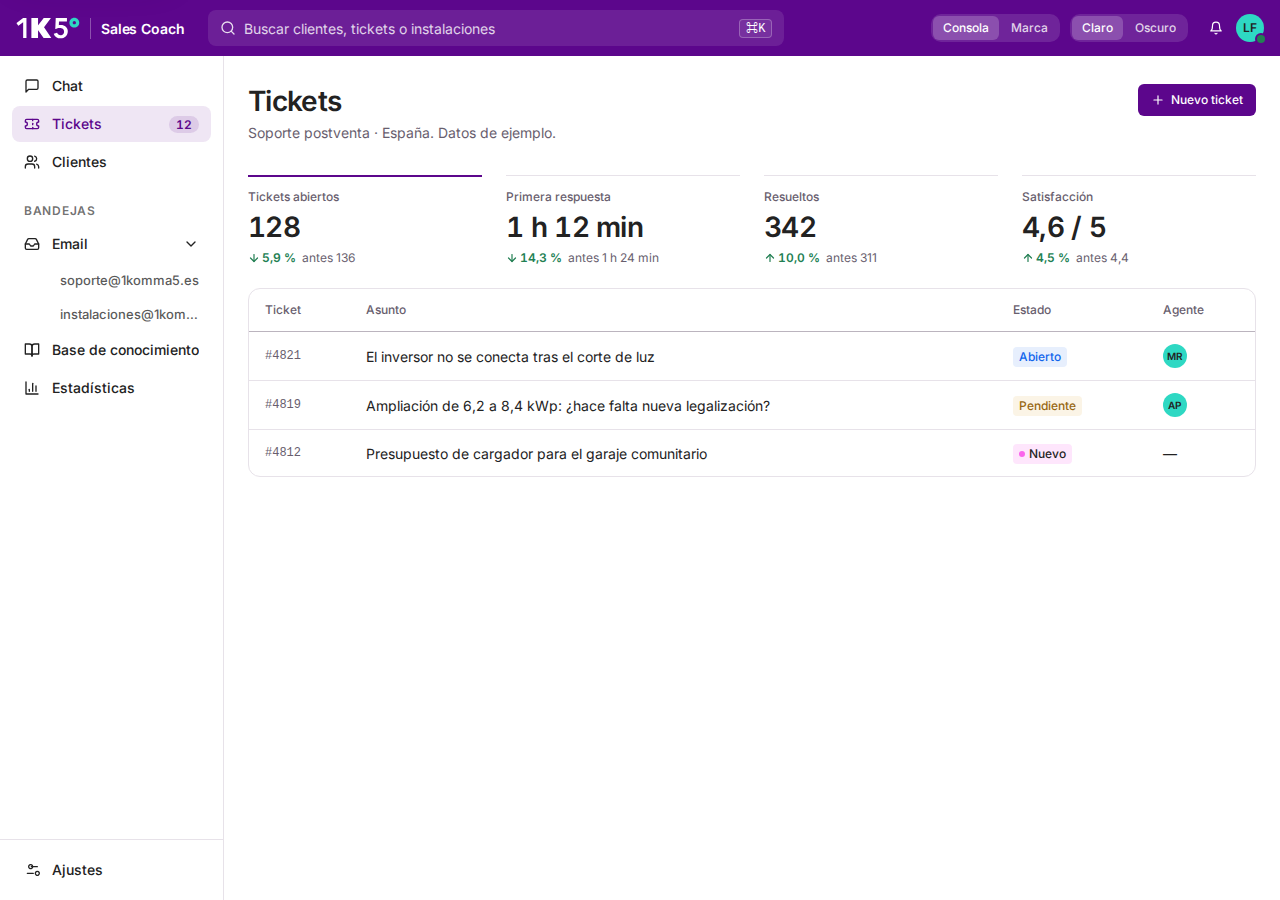 1K5° Sales Coach
Buscar clientes, tickets o instalaciones
⌘K
Consola Marca
Claro Oscuro
LF
Chat
Tickets 12
Clientes
BANDEJAS
Email
soporte@1komma5.es
instalaciones@1kom...
Base de conocimiento
Estadísticas
Ajustes
Tickets
Soporte postventa · España. Datos de ejemplo.
+ Nuevo ticket
Tickets abiertos
128
↓ 5,9 % antes 136
Primera respuesta
1 h 12 min
↓ 14,3 % antes 1 h 24 min
Resueltos
342
↑ 10,0 % antes 311
Satisfacción
4,6 / 5
↑ 4,5 % antes 4,4
Ticket Asunto Estado Agente
#4821 El inversor no se conecta tras el corte de luz Abierto MR
#4819 Ampliación de 6,2 a 8,4 kWp: ¿hace falta nueva legalización? Pendiente AP
#4812 Presupuesto de cargador para el garaje comunitario Nuevo —